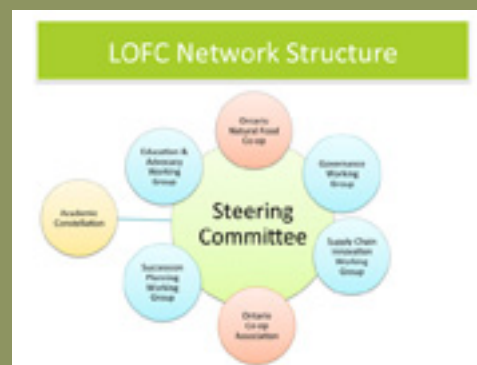 LOFC Network Structure
Ontario
Natural Food
Co-op
Education &
Advocacy
Working
Group
Governance
Working
Group
Academic
Constellation
Steering
Committee
Supply Chain
Innovation
Working
Group
Succession
Planning
Working
Group
Ontario
Co-op
Association